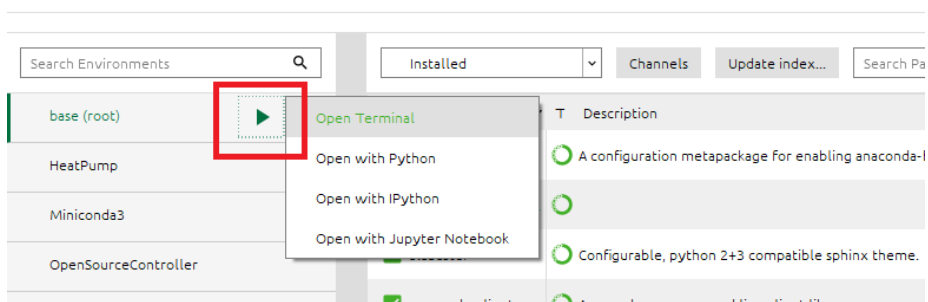 Search Environments
Installed
Channels
Update index...
Search Pa
base (root)
Open Terminal
T Description
HeatPump
Open with Python
A configuration metapackage for enabling anaconda-
Miniconda3
Open with IPython
Open with Jupyter Notebook
OpenSourceController
Configurable, python 2+3 compatible sphinx theme.